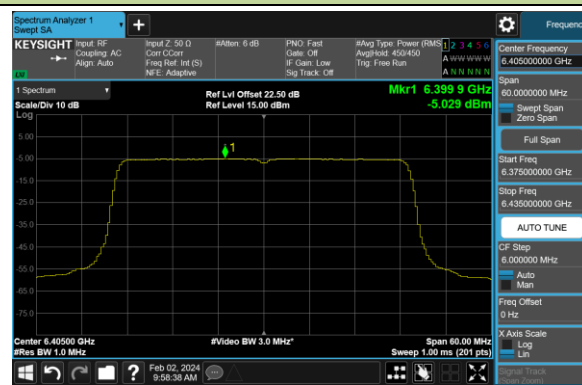 Spectrum Analyzer 1
Swept SA
+
Frequen
KEYSIGHT
Input: RF
Coupling: AC
Align: Auto
Input Z: 50 Ω
Corr CCorr
Freq Ref: Int (S)
NFE: Adaptive
#Atten: 6 dB
PNO: Fast
Gate: Off
IF Gain: Low
Sig Track: Off
#Avg Type: Power (RMS
Avg|Hold: 450/450
Trig: Free Run
1 2 3 4 5 6
A W W W W W
A N N N N N
1 Spectrum
Scale/Div 10 dB
Log
Ref Lvl Offset 22.50 dB
Ref Level 15.00 dBm
Mkr1 6.399 9 GHz
-5.029 dBm
5.00
-5.00
-15.0
-25.0
-35.0
-45.0
-55.0
-65.0
-75.0
1
Center 6.40500 GHz
#Res BW 1.0 MHz
#Video BW 3.0 MHz*
Span 60.00 MHz
Sweep 1.00 ms (201 pts)
Center Frequency
6.405000000 GHz
Span
60.0000000 MHz
Swept Span
Zero Span
Full Span
Start Freq
6.375000000 GHz
Stop Freq
6.435000000 GHz
AUTO TUNE
CF Step
6.000000 MHz
Auto
Man
Freq Offset
0 Hz
X Axis Scale
Log
Lin
Signal Track
(Span Zoom)
?
Feb 02, 2024
9:58:38 AM